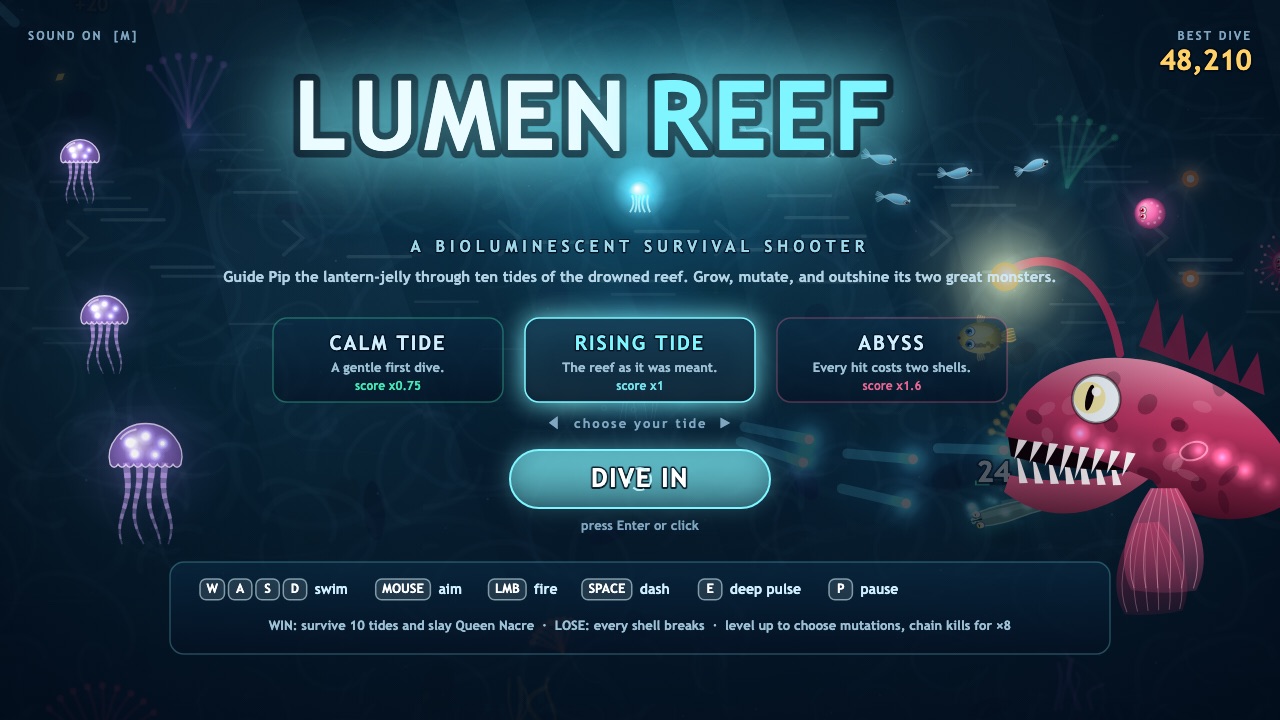 SOUND ON [M]
BEST DIVE
48,210
+20
LUMEN REEF
A BIOLUMINESCENT SURVIVAL SHOOTER
Guide Pip the lantern-jelly through ten tides of the drowned reef. Grow, mutate, and outshine its two great monsters.
CALM TIDE
A gentle first dive.
score x0.75
RISING TIDE
The reef as it was meant.
score x1
ABYSS
Every hit costs two shells.
score x1.6
choose your tide
24
DIVE IN
press Enter or click
W A S D swim MOUSE aim LMB fire SPACE dash E deep pulse P pause
WIN: survive 10 tides and slay Queen Nacre · LOSE: every shell breaks · level up to choose mutations, chain kills for ×8